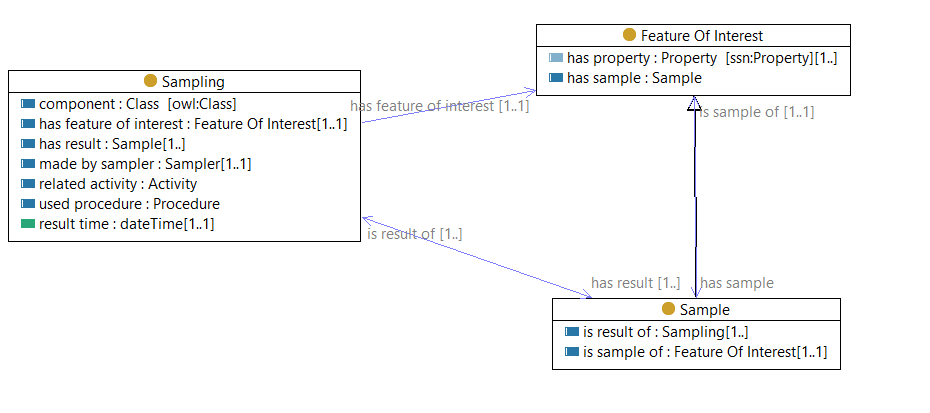 Feature Of Interest
has property : Property [ssn:Property][1..]
has sample : Sample
Sampling
component : Class [owl:Class]
has feature of interest : Feature Of Interest[1..1]
has result : Sample[1..]
made by sampler : Sampler[1..1]
related activity : Activity
used procedure : Procedure
result time : dateTime[1..1]
has feature of interest [1..1]
is sample of [1..1]
is result of [1..]
has result [1..]
has sample
Sample
is result of : Sampling[1..]
is sample of : Feature Of Interest[1..1]